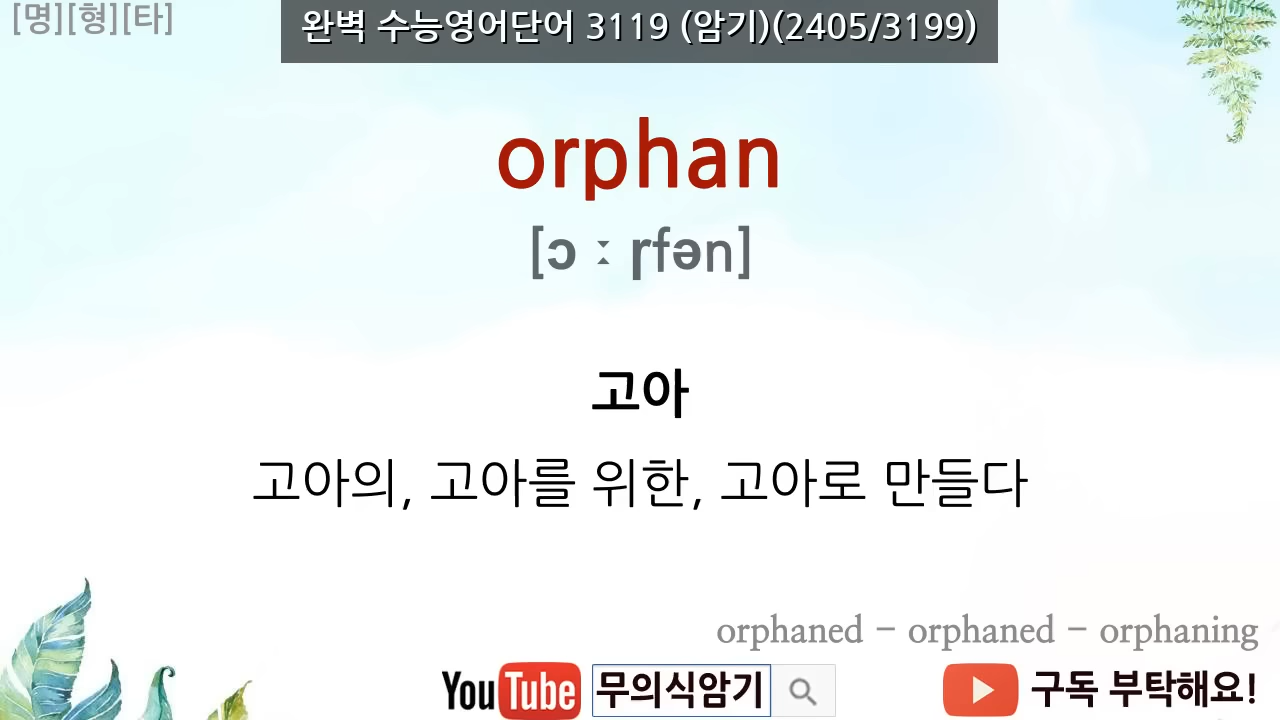 [명][형][타]
완벽 수능영어단어 3119 (암기)(2405/3199)
orphan
[ɔːɼfən]
고아
고아의, 고아를 위한, 고아로 만들다
orphaned - orphaned - orphaning
YouTube 무의식암기 구독 부탁해요!